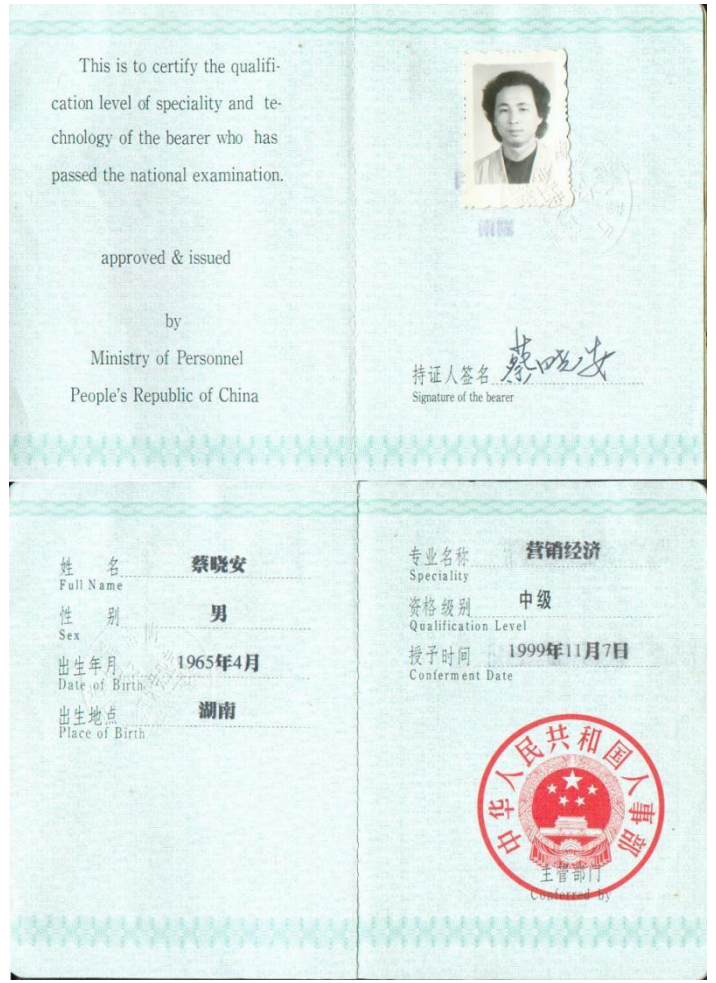 This is to certify the qualifi-
cation level of speciality and te-
chnology of the bearer who has
passed the national examination.
approved & issued
by
Ministry of Personnel
People's Republic of China
持证人签名 蔡晓安
Signature of the bearer
姓 名 蔡晓安
Full Name
性 别 男
Sex
出生年月 1965年4月
Date of Birth
出生地点 湖南
Place of Birth
专业名称 营销经济
Speciality
资格级别 中级
Qualification Level
授予时间 1999年11月7日
Conferment Date
中华人民共和国人事部
主管部门
Conferred by